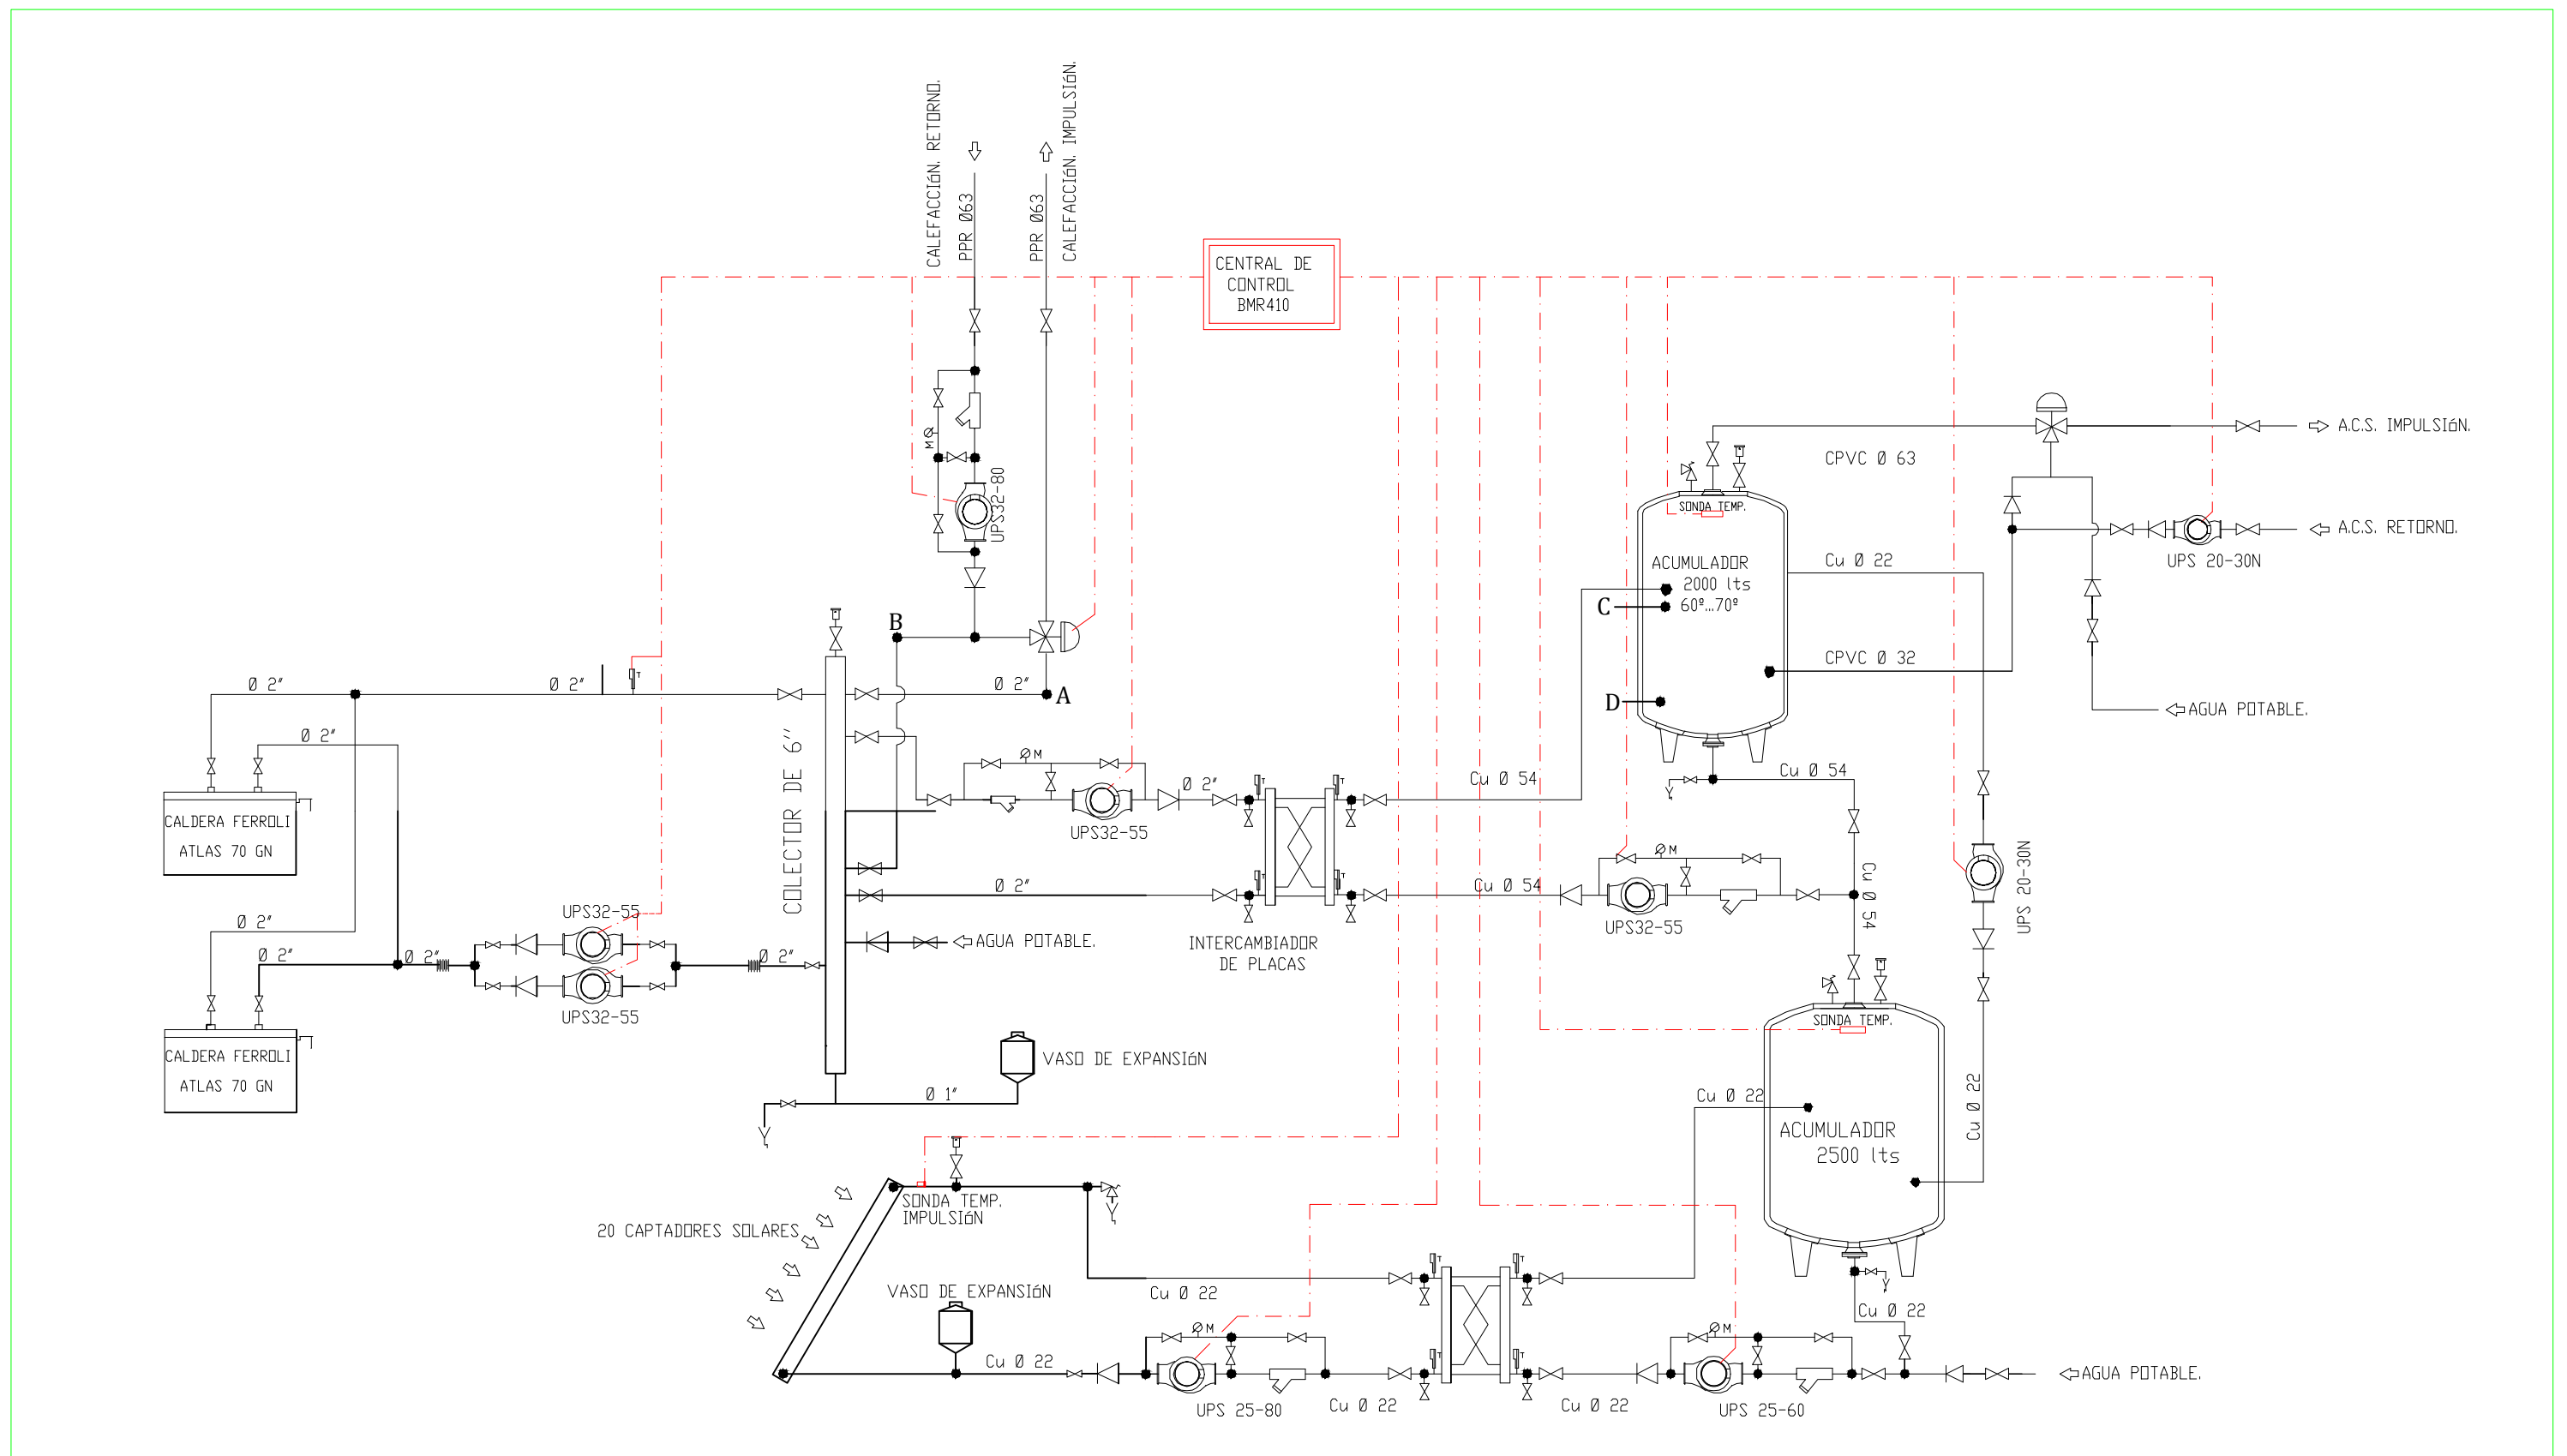 CALEFACCIóN. RETORNO.
PPR Ø63
PPR Ø63
CALEFACCIóN. IMPULSIóN.
CENTRAL DE
CONTROL
BMR410
M
UPS32-80
A.C.S. IMPULSIóN.
CPVC Ø 63
SONDA TEMP.
A.C.S. RETORNO.
UPS 20-30N
ACUMULADOR
2000 lts
60º...70º
Cu Ø 22
C
B
CPVC Ø 32
Ø 2"
Ø 2"
T
Ø 2"
A
D
AGUA POTABLE.
Ø 2"
COLECTOR DE 6''
M
Ø 2"
T
T
Cu Ø 54
Cu Ø 54
CALDERA FERROLI
ATLAS 70 GN
UPS32-55
M
Ø 2"
T
T
Cu Ø 54
Cu Ø 54
UPS 20-30N
UPS32-55
Ø 2"
UPS32-55
AGUA POTABLE.
INTERCAMBIADOR
DE PLACAS
Ø 2"
Ø 2"
Ø 2"
UPS32-55
SONDA TEMP.
CALDERA FERROLI
ATLAS 70 GN
VASO DE EXPANSIóN
Ø 1"
Cu Ø 22
Cu Ø 22
ACUMULADOR
2500 lts
SONDA TEMP.
IMPULSIóN
20 CAPTADORES SOLARES
T
T
VASO DE EXPANSIóN
Cu Ø 22
Cu Ø 22
M
M
T
T
Cu Ø 22
AGUA POTABLE.
UPS 25-80
Cu Ø 22
Cu Ø 22
UPS 25-60